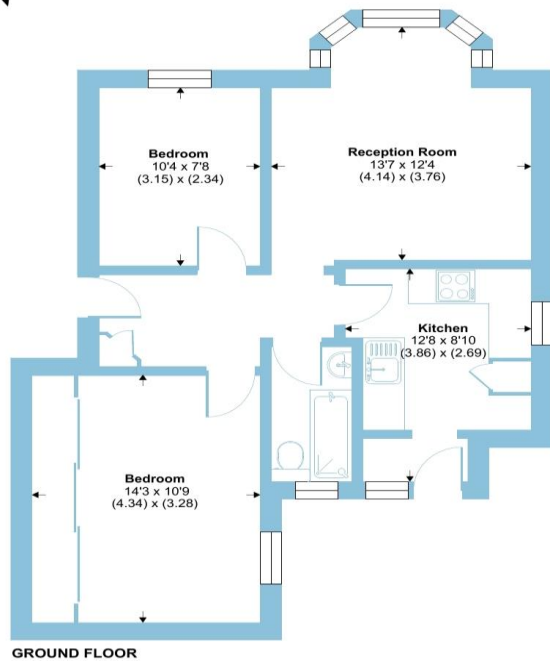 Bedroom
10'4 x 7'8
(3.15) x (2.34)
Reception Room
13'7 x 12'4
(4.14) x (3.76)
Kitchen
12'8 x 8'10
(3.86) x (2.69)
Bedroom
14'3 x 10'9
(4.34) x (3.28)
GROUND FLOOR